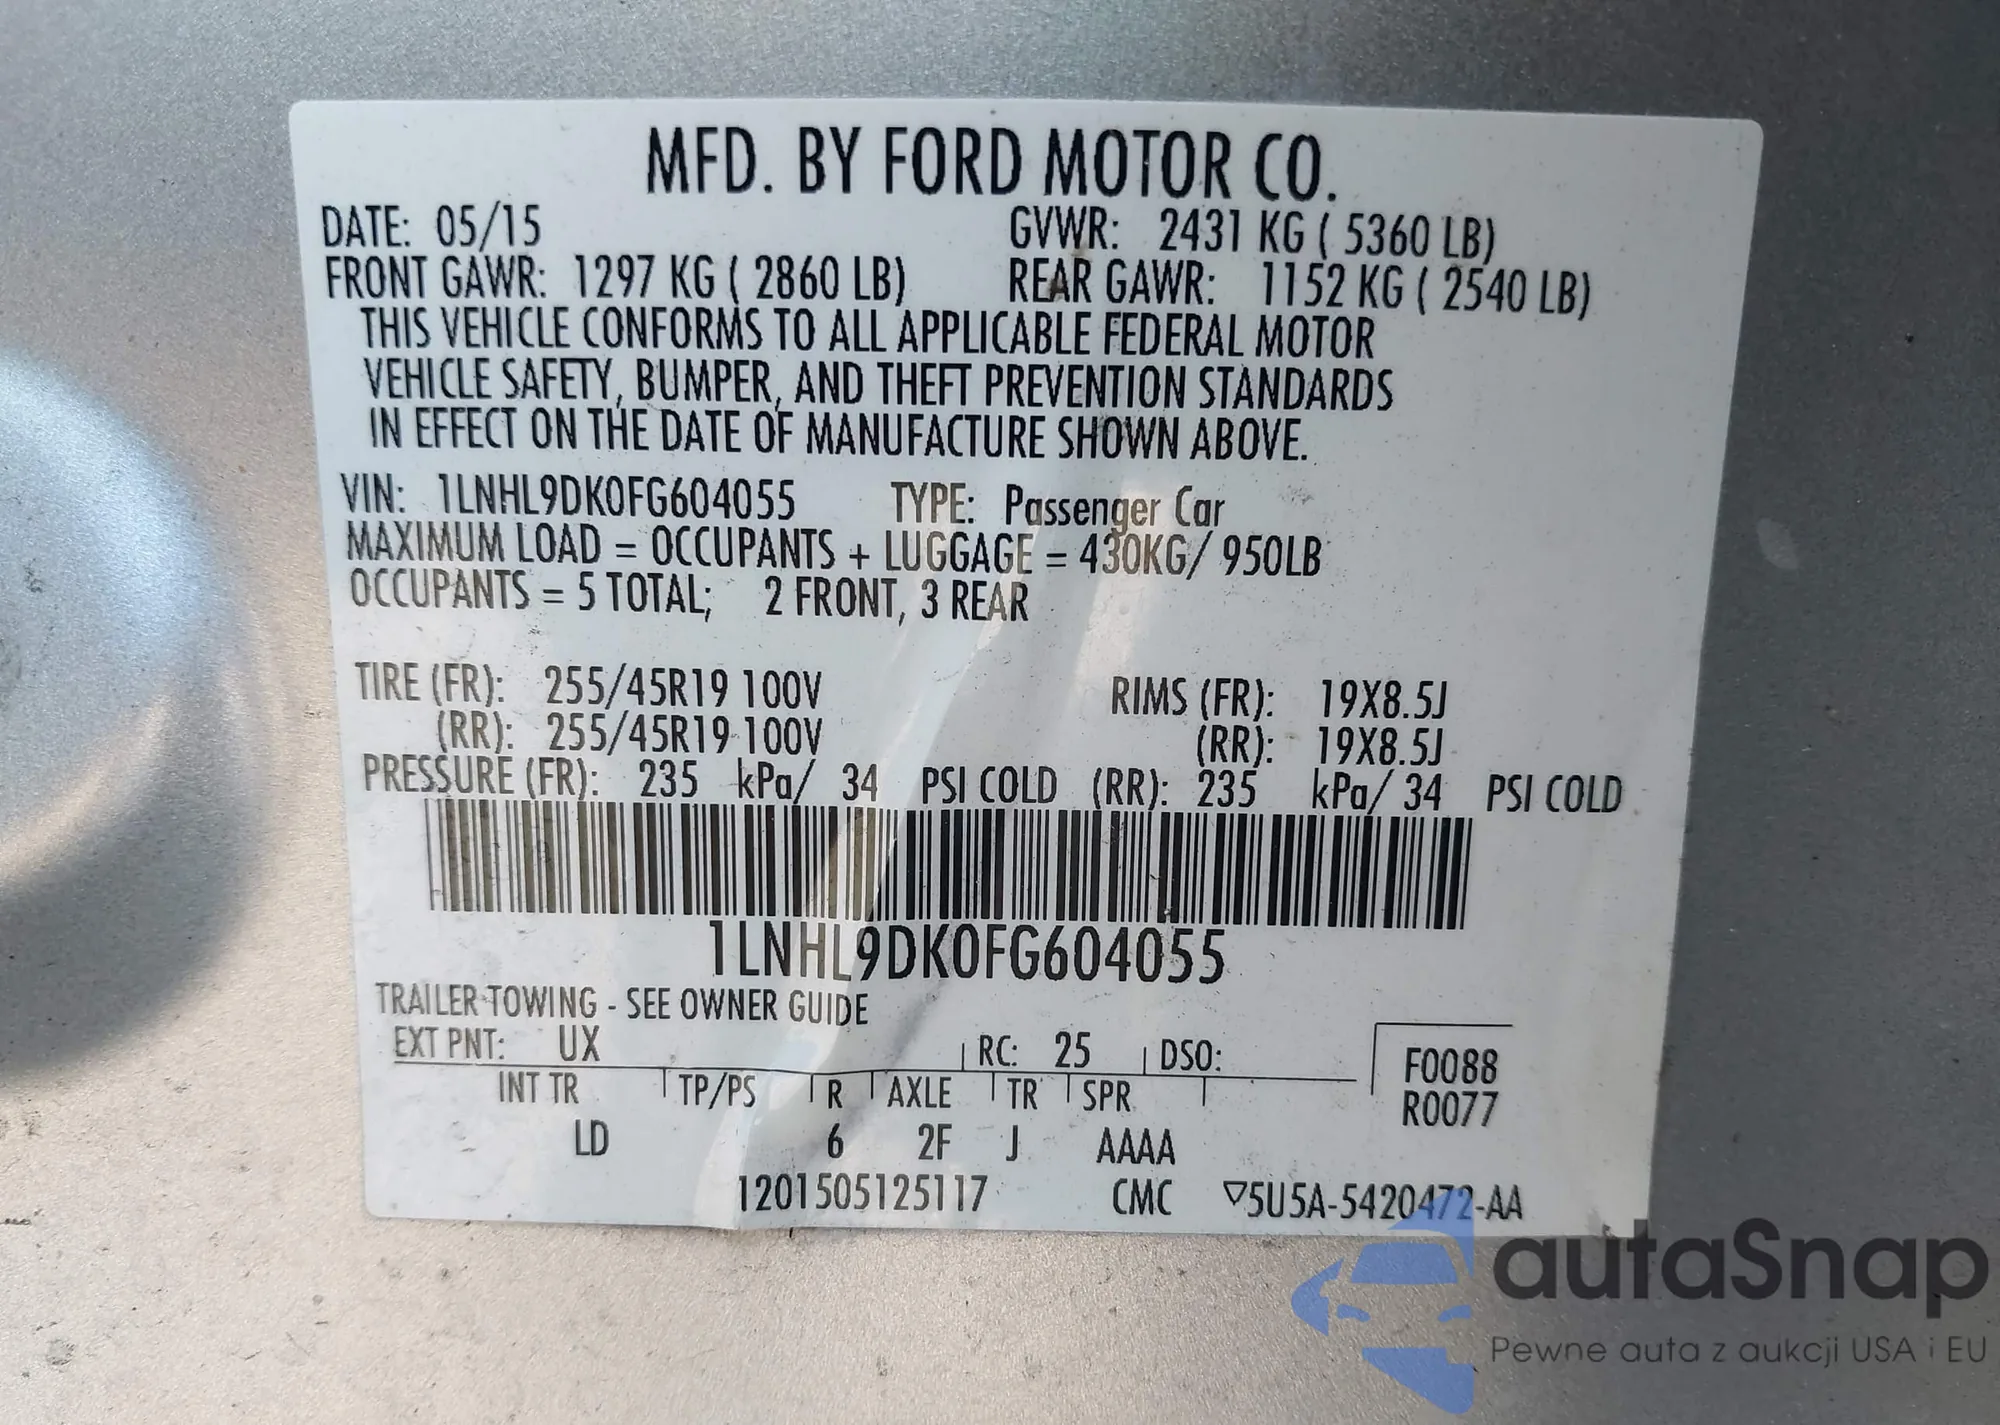 MFD. BY FORD MOTOR CO.
DATE: 05/15 GVWR: 2431 KG ( 5360 LB)
FRONT GAWR: 1297 KG ( 2860 LB) REAR GAWR: 1152 KG ( 2540 LB)
THIS VEHICLE CONFORMS TO ALL APPLICABLE FEDERAL MOTOR
VEHICLE SAFETY, BUMPER, AND THEFT PREVENTION STANDARDS
IN EFFECT ON THE DATE OF MANUFACTURE SHOWN ABOVE.
VIN: 1LNHL9DK0FG604055 TYPE: Passenger Car
MAXIMUM LOAD = OCCUPANTS + LUGGAGE = 430KG/ 950LB
OCCUPANTS = 5 TOTAL; 2 FRONT, 3 REAR
TIRE (FR): 255/45R19 100V RIMS (FR): 19X8.5J
(RR): 255/45R19 100V (RR): 19X8.5J
PRESSURE (FR): 235 kPa/ 34 PSI COLD (RR): 235 kPa/ 34 PSI COLD
1LNHL9DK0FG604055
TRAILER TOWING - SEE OWNER GUIDE
EXT PNT: UX RC: 25 DSO: F0088
INT TR TP/PS R AXLE TR SPR R0077
LD 6 2F J AAAA
1201505125117 CMC ▽5U5A-5420472-AA
autaSnap
Pewne auta z aukcji USA i EU